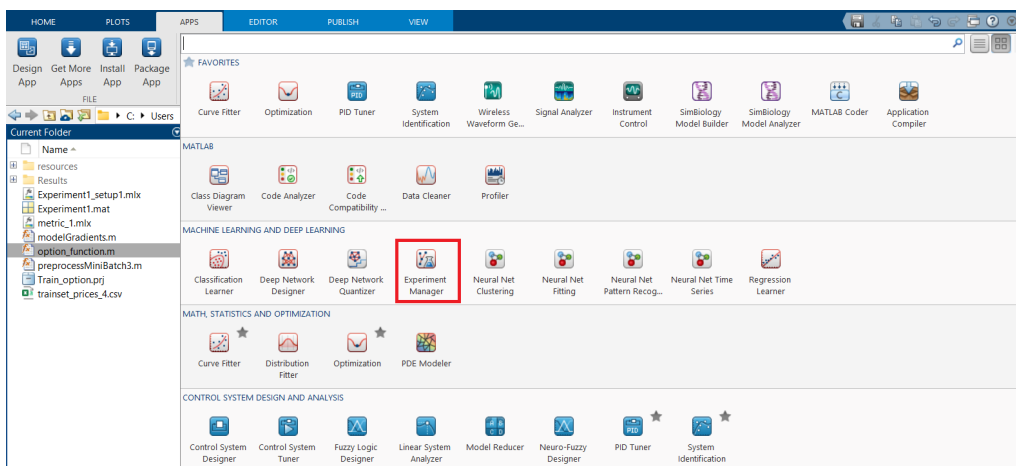 HOME PLOTS APPS EDITOR PUBLISH VIEW
Design App
Get More Apps
Install App
Package App
FILE
C: Users
Current Folder
Name
resources
Results
Experiment1_setup1.mlx
Experiment1.mat
metric_1.mlx
modelGradients.m
option_function.m
preprocessMiniBatch3.m
Train_option.prj
trainset_prices_4.csv
FAVORITES
Curve Fitter
Optimization
PID Tuner
System Identification
Wireless Waveform Ge...
Signal Analyzer
Instrument Control
SimBiology Model Builder
SimBiology Model Analyzer
MATLAB Coder
Application Compiler
MATLAB
Class Diagram Viewer
Code Analyzer
Code Compatibility ...
Data Cleaner
Profiler
MACHINE LEARNING AND DEEP LEARNING
Classification Learner
Deep Network Designer
Deep Network Quantizer
Experiment Manager
Neural Net Clustering
Neural Net Fitting
Neural Net Pattern Recog...
Neural Net Time Series
Regression Learner
MATH, STATISTICS AND OPTIMIZATION
Curve Fitter
Distribution Fitter
Optimization
PDE Modeler
CONTROL SYSTEM DESIGN AND ANALYSIS
Control System Designer
Control System Tuner
Fuzzy Logic Designer
Linear System Analyzer
Model Reducer
Neuro-Fuzzy Designer
PID Tuner
System Identification